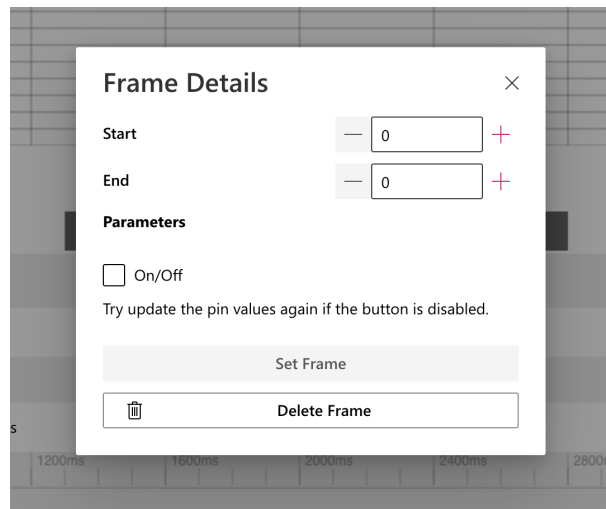 Frame Details
Start
0
End
0
Parameters
On/Off
Try update the pin values again if the button is disabled.
Set Frame
Delete Frame
s
1200ms 1600ms 2000ms 2400ms 2800